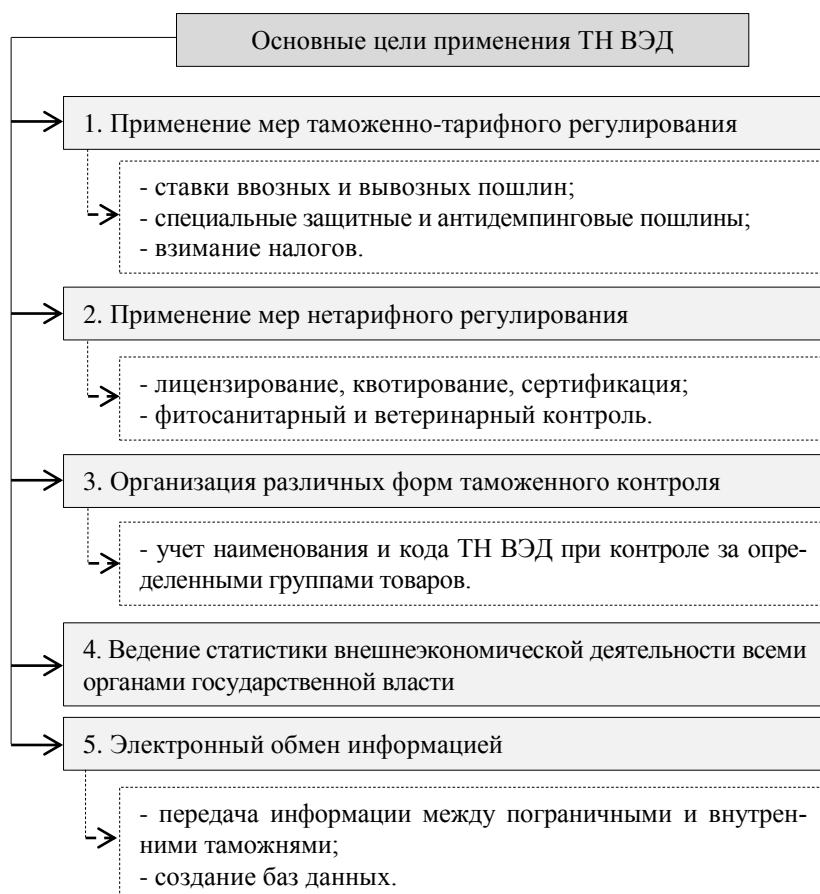 Основные цели применения ТН ВЭД
1. Применение мер таможенно-тарифного регулирования
- ставки ввозных и вывозных пошлин;
- специальные защитные и антидемпинговые пошлины;
- взимание налогов.
2. Применение мер нетарифного регулирования
- лицензирование, квотирование, сертификация;
- фитосанитарный и ветеринарный контроль.
3. Организация различных форм таможенного контроля
- учет наименования и кода ТН ВЭД при контроле за опре-
деленными группами товаров.
4. Ведение статистики внешнеэкономической деятельности всеми
органами государственной власти
5. Электронный обмен информацией
- передача информации между пограничными и внутрен-
ними таможнями;
- создание баз данных.